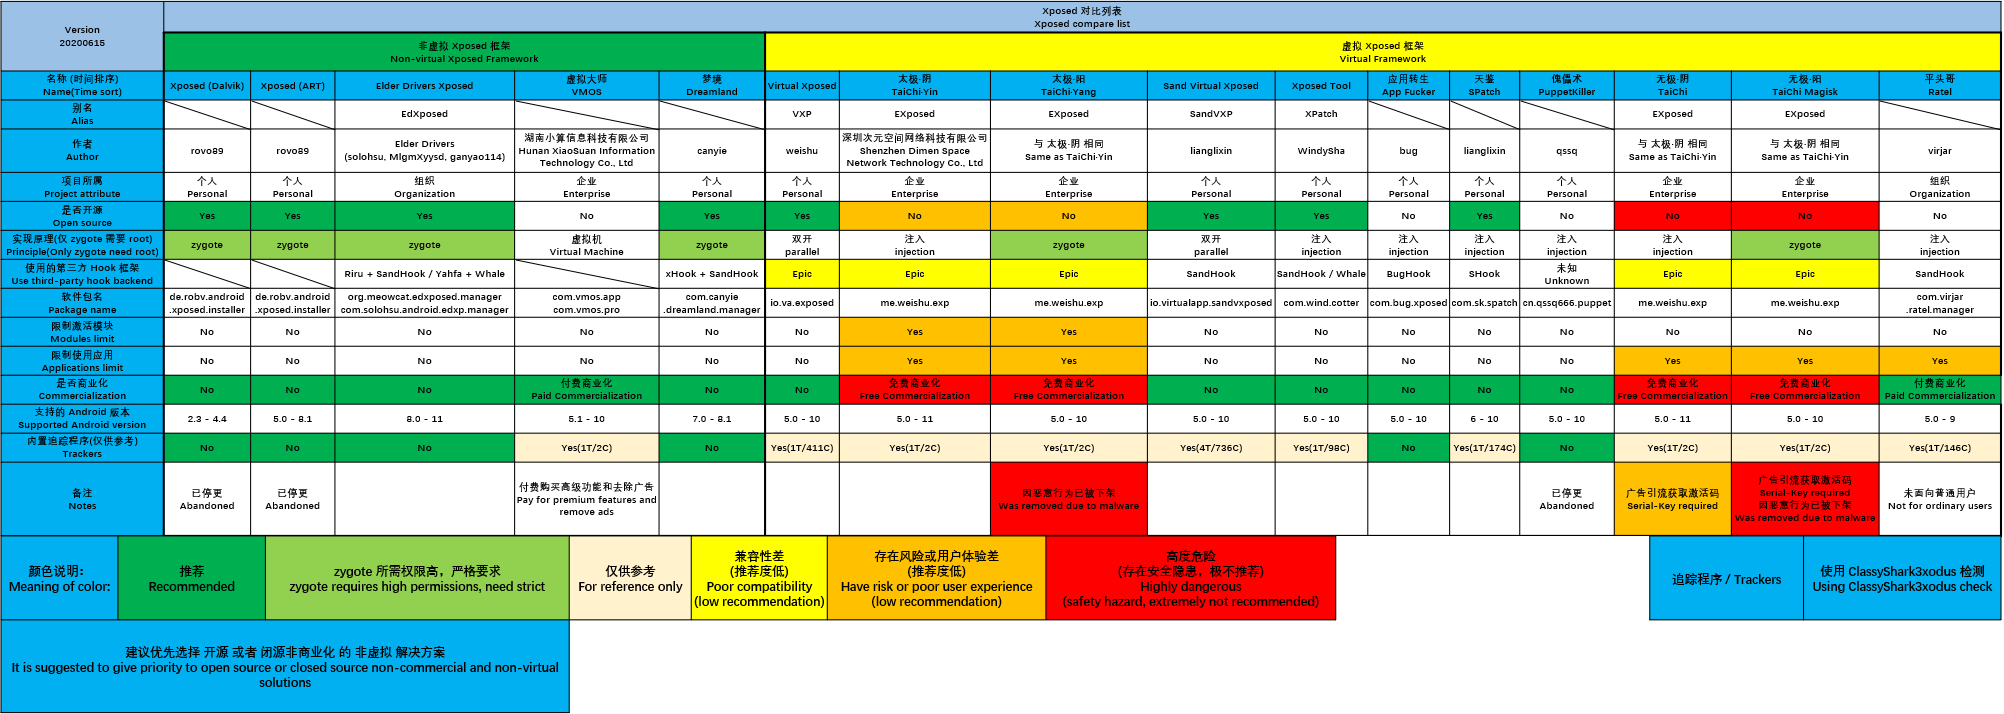 Version
20200615
Xposed 对比列表
Xposed compare list
非虚拟 Xposed 框架
Non-virtual Xposed Framework
虚拟 Xposed 框架
Virtual Framework
名称 (时间排序)
Name(Time sort)
Xposed (Dalvik)
Xposed (ART)
Elder Drivers Xposed
虚拟大师
VMOS
梦境
Dreamland
Virtual Xposed
太极·阴
TaiChi·Yin
太极·阳
TaiChi·Yang
Sand Virtual Xposed
Xposed Tool
应用转生
App Fucker
天鉴
SPatch
傀儡术
PuppetKiller
无极·阴
TaiChi
无极·阳
TaiChi Magisk
平头哥
Ratel
别名
Alias
EdXposed
VXP
EXposed
EXposed
SandVXP
XPatch
EXposed
EXposed
作者
Author
rovo89
rovo89
Elder Drivers
(solohsu, MlgmXyysd, ganyao114)
湖南小算信息科技有限公司
Hunan XiaoSuan Information
Technology Co., Ltd
canyie
weishu
深圳次元空间网络科技有限公司
Shenzhen Dimen Space
Network Technology Co., Ltd
与 太极·阴 相同
Same as TaiChi·Yin
lianglixin
WindySha
bug
lianglixin
qssq
与 太极·阴 相同
Same as TaiChi·Yin
与 太极·阴 相同
Same as TaiChi·Yin
virjar
项目所属
Project attribute
个人
Personal
个人
Personal
组织
Organization
企业
Enterprise
个人
Personal
个人
Personal
企业
Enterprise
企业
Enterprise
个人
Personal
个人
Personal
个人
Personal
个人
Personal
个人
Personal
企业
Enterprise
企业
Enterprise
组织
Organization
是否开源
Open source
Yes
Yes
Yes
No
Yes
Yes
No
No
Yes
Yes
No
Yes
No
No
No
No
实现原理(仅 zygote 需要 root)
Principle(Only zygote need root)
zygote
zygote
zygote
虚拟机
Virtual Machine
zygote
双开
parallel
注入
injection
zygote
双开
parallel
注入
injection
注入
injection
注入
injection
注入
injection
注入
injection
zygote
注入
injection
使用的第三方 Hook 框架
Use third-party hook backend
Riru + SandHook / Yahfa + Whale
xHook + SandHook
Epic
Epic
Epic
SandHook
SandHook / Whale
BugHook
SHook
未知
Unknown
Epic
Epic
SandHook
软件包名
Package name
de.robv.android
.xposed.installer
de.robv.android
.xposed.installer
org.meowcat.edxposed.manager
com.solohsu.android.edxp.manager
com.vmos.app
com.vmos.pro
com.canyie
.dreamland.manager
io.va.exposed
me.weishu.exp
me.weishu.exp
io.virtualapp.sandvxposed
com.wind.cotter
com.bug.xposed
com.sk.spatch
cn.qssq666.puppet
me.weishu.exp
me.weishu.exp
com.virjar
.ratel.manager
限制激活模块
Modules limit
No
No
No
No
No
No
Yes
Yes
No
No
No
No
No
No
No
No
限制使用应用
Applications limit
No
No
No
No
No
No
Yes
Yes
No
No
No
No
No
Yes
Yes
Yes
是否商业化
Commercialization
No
No
No
付费商业化
Paid Commercialization
No
No
免费商业化
Free Commercialization
免费商业化
Free Commercialization
No
No
No
No
No
免费商业化
Free Commercialization
免费商业化
Free Commercialization
付费商业化
Paid Commercialization
支持的 Android 版本
Supported Android version
2.3 - 4.4
5.0 - 8.1
8.0 - 11
5.1 - 10
7.0 - 8.1
5.0 - 10
5.0 - 11
5.0 - 10
5.0 - 10
5.0 - 10
5.0 - 10
6 - 10
5.0 - 10
5.0 - 11
5.0 - 10
5.0 - 9
内置追踪程序(仅供参考)
Trackers
No
No
No
Yes(1T/2C)
No
Yes(1T/411C)
Yes(1T/2C)
Yes(1T/2C)
Yes(4T/736C)
Yes(1T/98C)
No
Yes(1T/174C)
No
Yes(1T/2C)
Yes(1T/2C)
Yes(1T/146C)
备注
Notes
已停更
Abandoned
已停更
Abandoned
付费购买高级功能和去除广告
Pay for premium features and
remove ads
因恶意行为已被下架
Was removed due to malware
已停更
Abandoned
广告引流获取激活码
Serial-Key required
广告引流获取激活码
Serial-Key required
因恶意行为已被下架
Was removed due to malware
未面向普通用户
Not for ordinary users
颜色说明:
Meaning of color:
推荐
Recommended
zygote 所需权限高，严格要求
zygote requires high permissions, need strict
仅供参考
For reference only
兼容性差
(推荐度低)
Poor compatibility
(low recommendation)
存在风险或用户体验差
(推荐度低)
Have risk or poor user experience
(low recommendation)
高度危险
(存在安全隐患，极不推荐)
Highly dangerous
(safety hazard, extremely not recommended)
追踪程序 / Trackers
使用 ClassyShark3xodus 检测
Using ClassyShark3xodus check
建议优先选择 开源 或者 闭源非商业化 的 非虚拟 解决方案
It is suggested to give priority to open source or closed source non-commercial and non-virtual
solutions